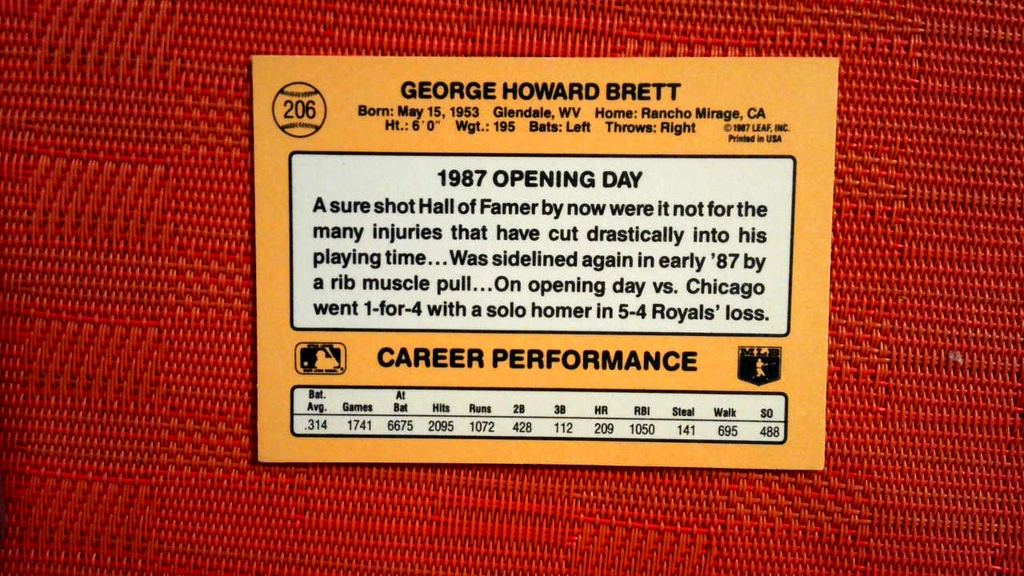 206
GEORGE HOWARD BRETT
Born: May 15, 1953 Glendale, WV Home: Rancho Mirage, CA
Ht.: 6'0" Wgt.: 195 Bats: Left Throws: Right
© 1987 LEAF, INC.
Printed in USA
1987 OPENING DAY
A sure shot Hall of Famer by now were it not for the
many injuries that have cut drastically into his
playing time...Was sidelined again in early '87 by
a rib muscle pull...On opening day vs. Chicago
went 1-for-4 with a solo homer in 5-4 Royals' loss.
CAREER PERFORMANCE
MLB
Bat. Avg. Games At Bat Hits Runs 2B 3B HR RBI Steal Walk SO
.314 1741 6675 2095 1072 428 112 209 1050 141 695 488